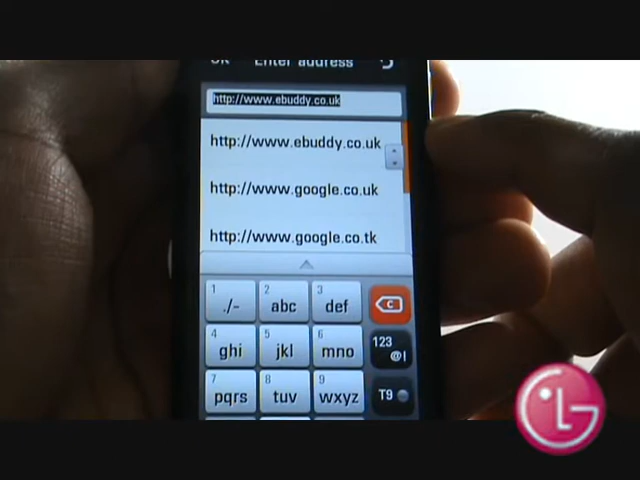 OK Enter address
http://www.ebuddy.co.uk
http://www.ebuddy.co.uk
http://www.google.co.uk
http://www.google.co.tk
1 ./- 2 abc 3 def C
4 ghi 5 jkl 6 mno 123 @!
7 pqrs 8 tuv 9 wxyz T9
LG